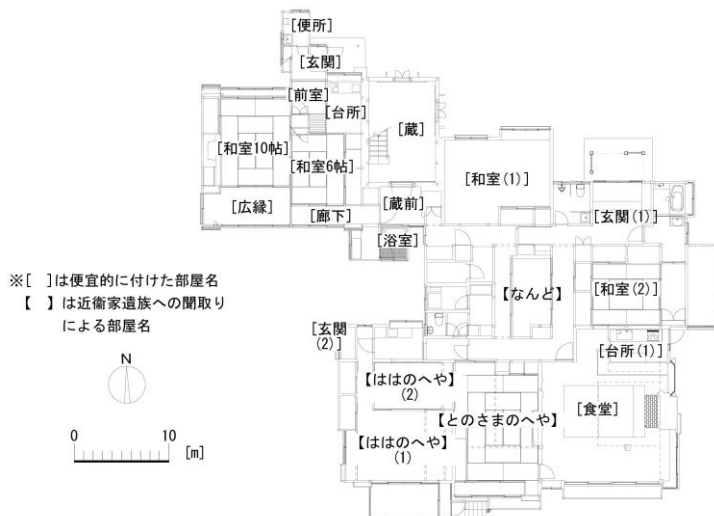 [便所]
[玄関]
[前室]
[台所]
[蔵]
[和室10帖]
[和室6帖]
[和室(1)]
[広縁]
[廊下]
[蔵前]
[玄関(1)]
[浴室]
※[ ]は便宜的に付けた部屋名
【 】は近衞家遺族への聞取り
による部屋名
【なんど】
[和室(2)]
[玄関
(2)]
[台所(1)]
【ははのへや】
(2)
【とのさまのへや】
[食堂]
【ははのへや】
(1)
N
0 10 [m]